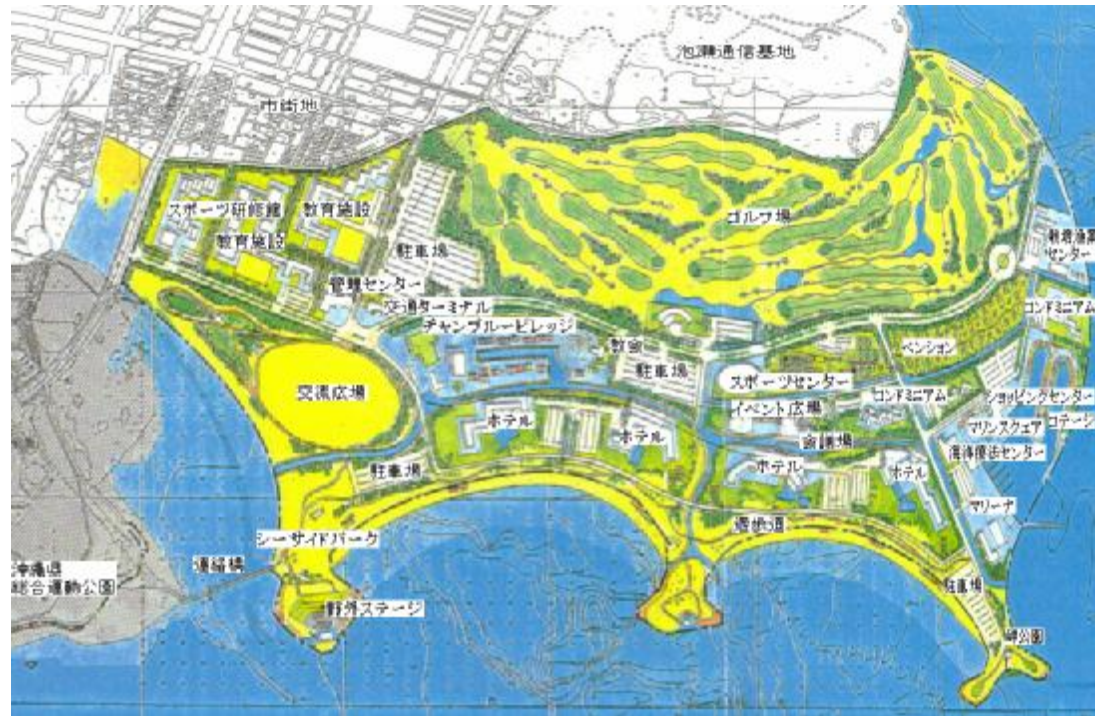 泡瀬通信基地
市街地
スポーツ研修館
教育施設
教育施設
駐車場
ゴルフ場
管理センター
交通ターミナル
チャンプルービレッジ
教会
駐車場
センター
コンドミニアム
ペンション
スポーツセンター
コンドミニアム
ショッピングセンター
イベント広場
マリンスクェア
コテージ
交流広場
ホテル
ホテル
会議場
海洋療法センター
ホテル
ホテル
マリーナ
駐車場
遊歩道
シーサイドパーク
連絡橋
沖縄県
総合運動公園
野外ステージ
駐車場
岬公園